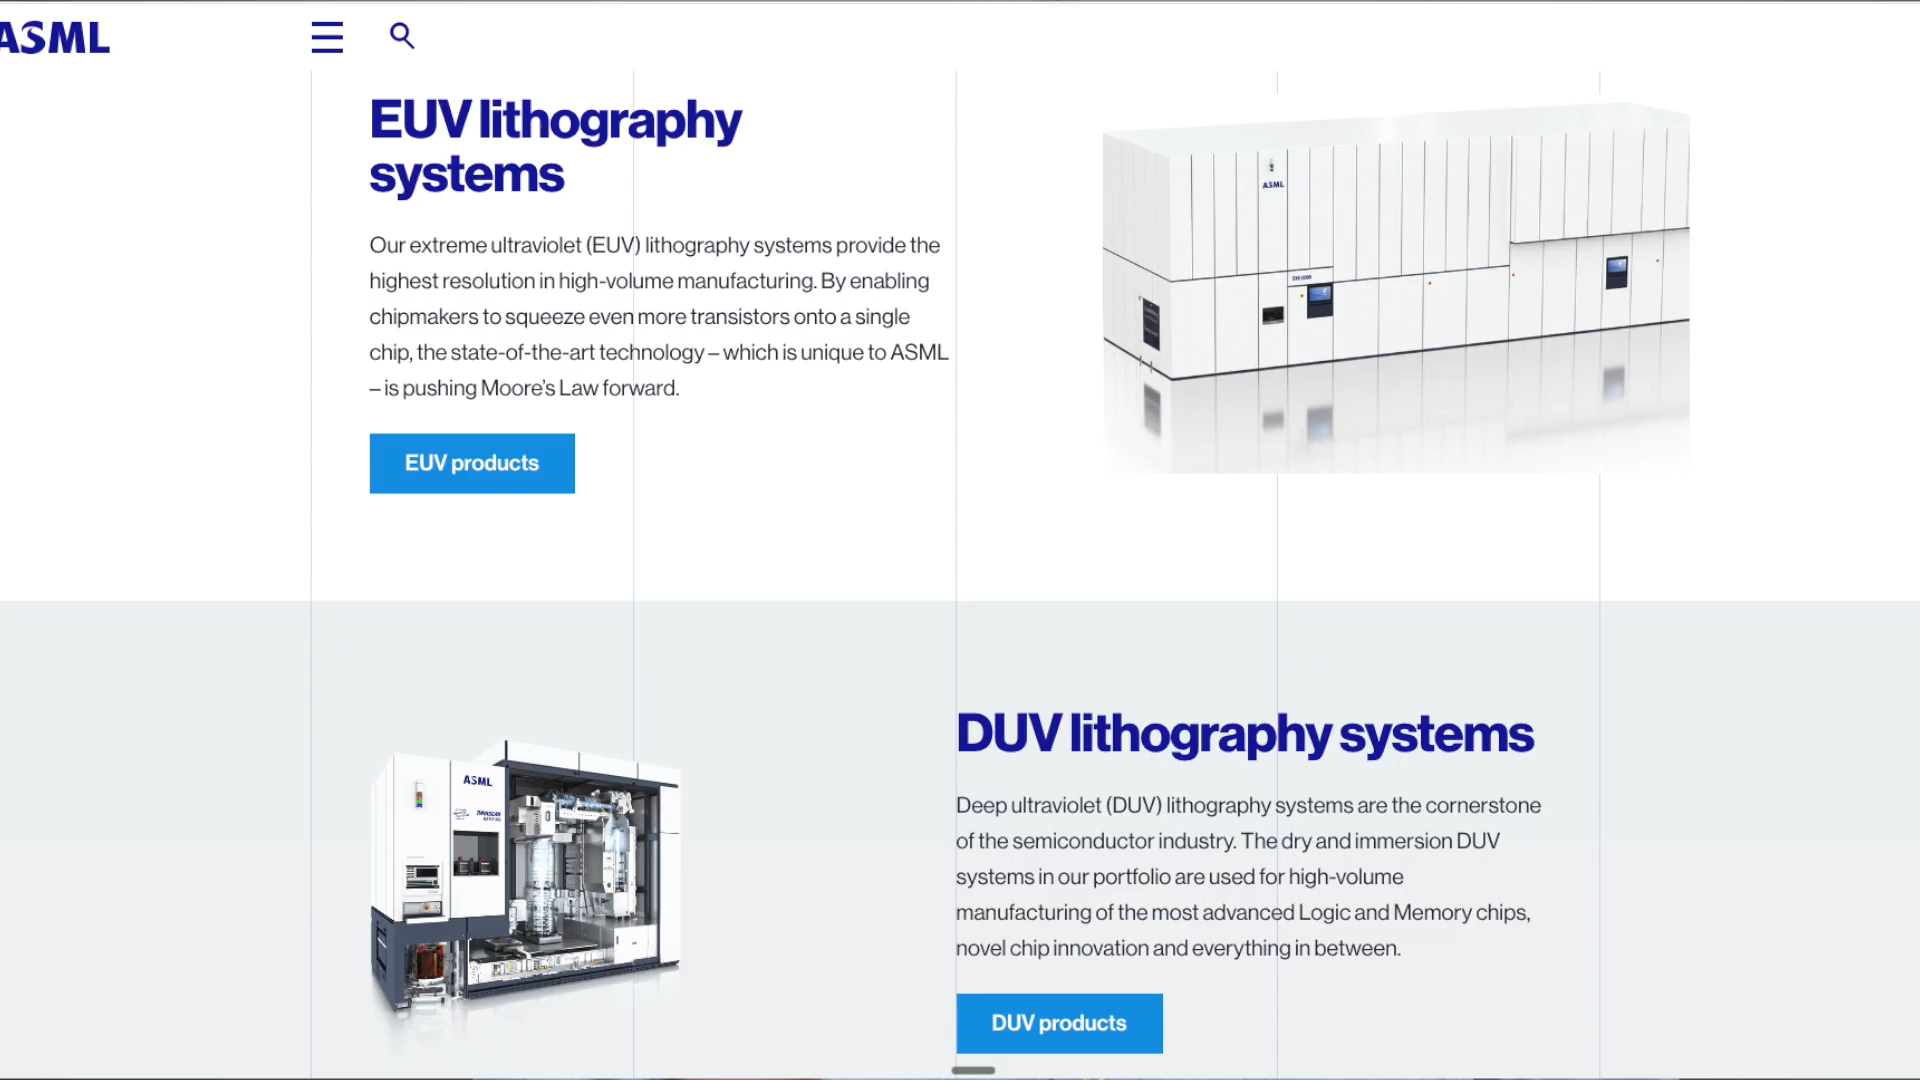 ASML
EUV lithography
systems
Our extreme ultraviolet (EUV) lithography systems provide the
highest resolution in high-volume manufacturing. By enabling
chipmakers to squeeze even more transistors onto a single
chip, the state-of-the-art technology – which is unique to ASML
– is pushing Moore’s Law forward.
EUV products
ASML
ASML
TWINSCAN
DUV lithography systems
Deep ultraviolet (DUV) lithography systems are the cornerstone
of the semiconductor industry. The dry and immersion DUV
systems in our portfolio are used for high-volume
manufacturing of the most advanced Logic and Memory chips,
novel chip innovation and everything in between.
DUV products